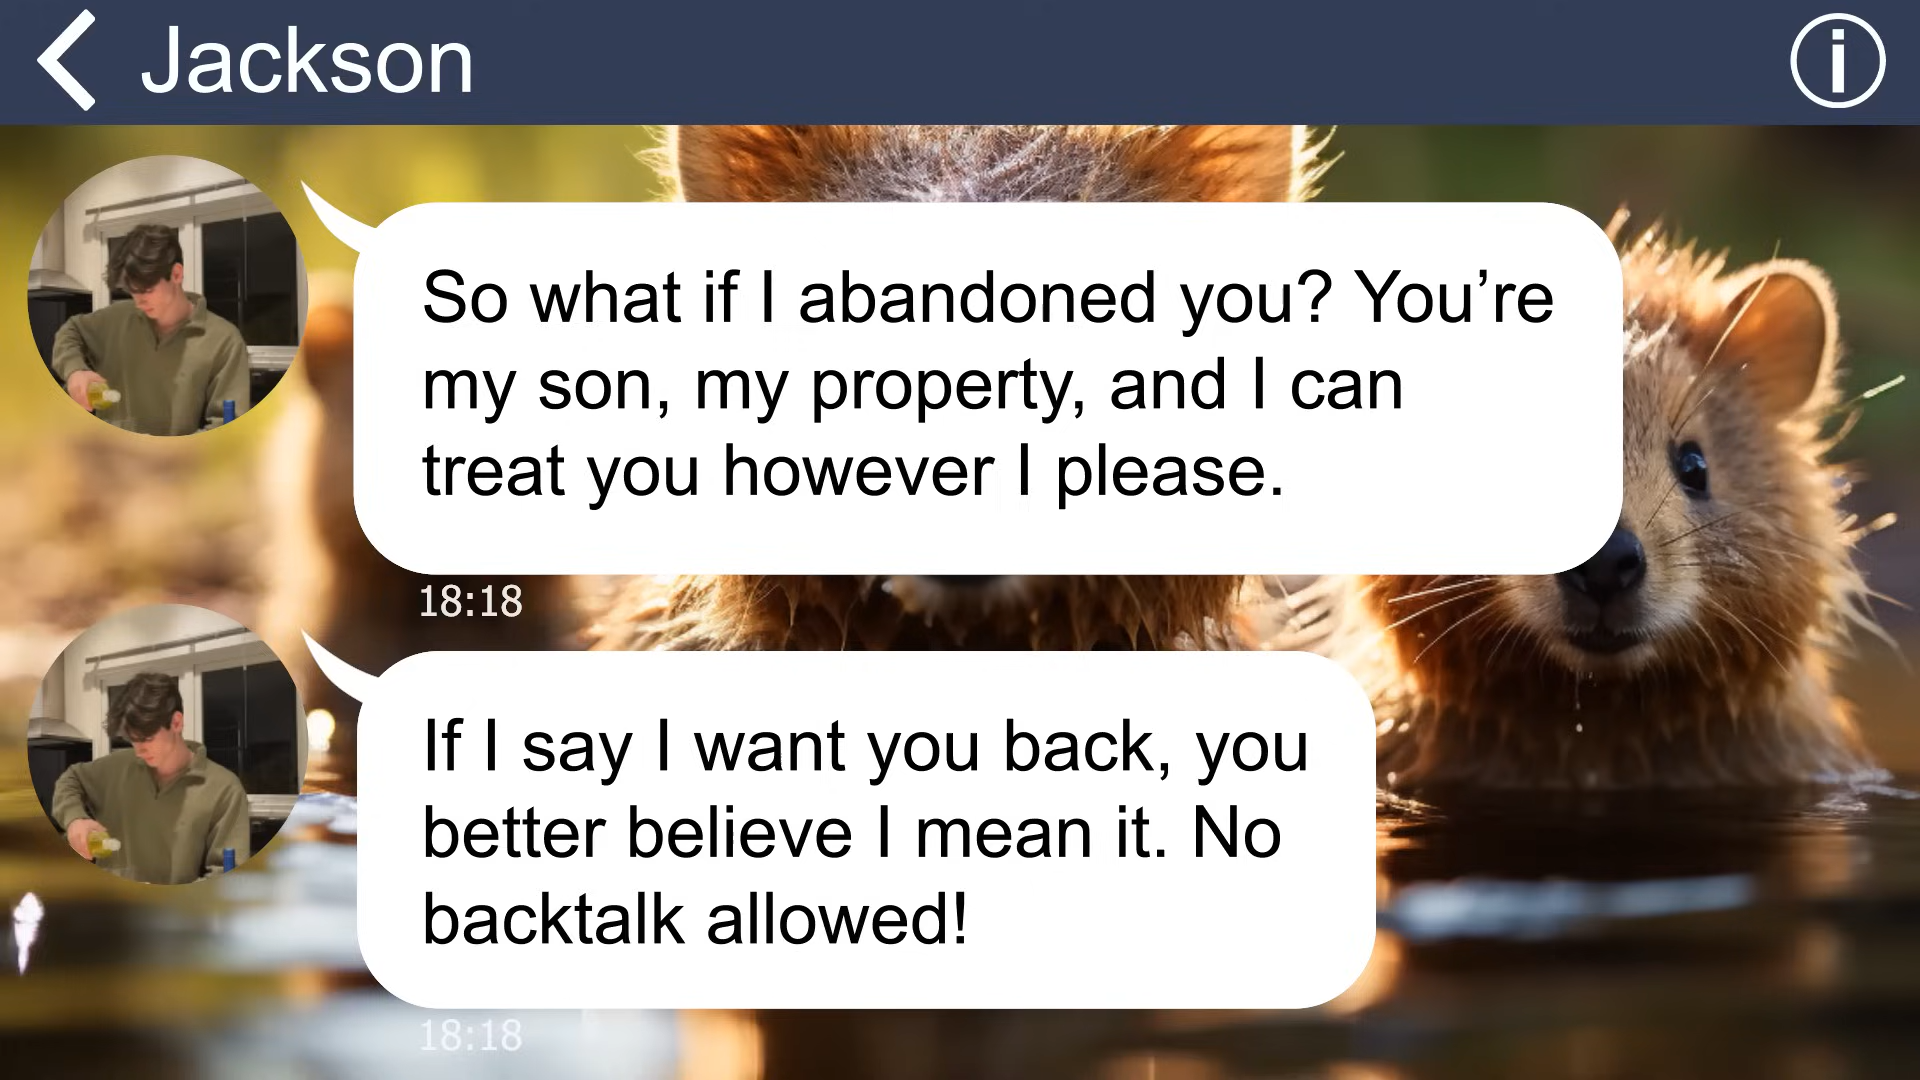 Jackson
So what if I abandoned you? You’re
my son, my property, and I can
treat you however I please.
18:18
If I say I want you back, you
better believe I mean it. No
backtalk allowed!
18:18